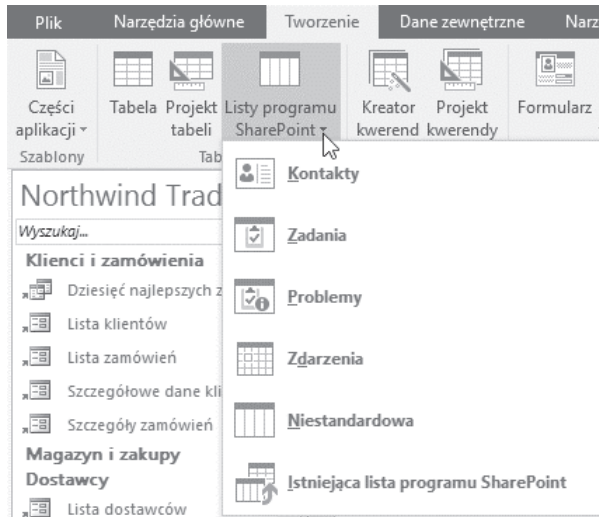 Plik Narzędzia główne Tworzenie Dane zewnętrzne Narz
Części aplikacji
Tabela
Projekt tabeli
Listy programu SharePoint
Kreator kwerend
Projekt kwerendy
Formularz
Szablony
Tab
Northwind Trad
Wyszukaj...
Klienci i zamówienia
Dziesięć najlepszych z
Lista klientów
Lista zamówień
Szczegółowe dane kli
Szczegóły zamówień
Magazyn i zakupy
Dostawcy
Lista dostawców
Kontakty
Zadania
Problemy
Zdarzenia
Niestandardowa
Istniejąca lista programu SharePoint